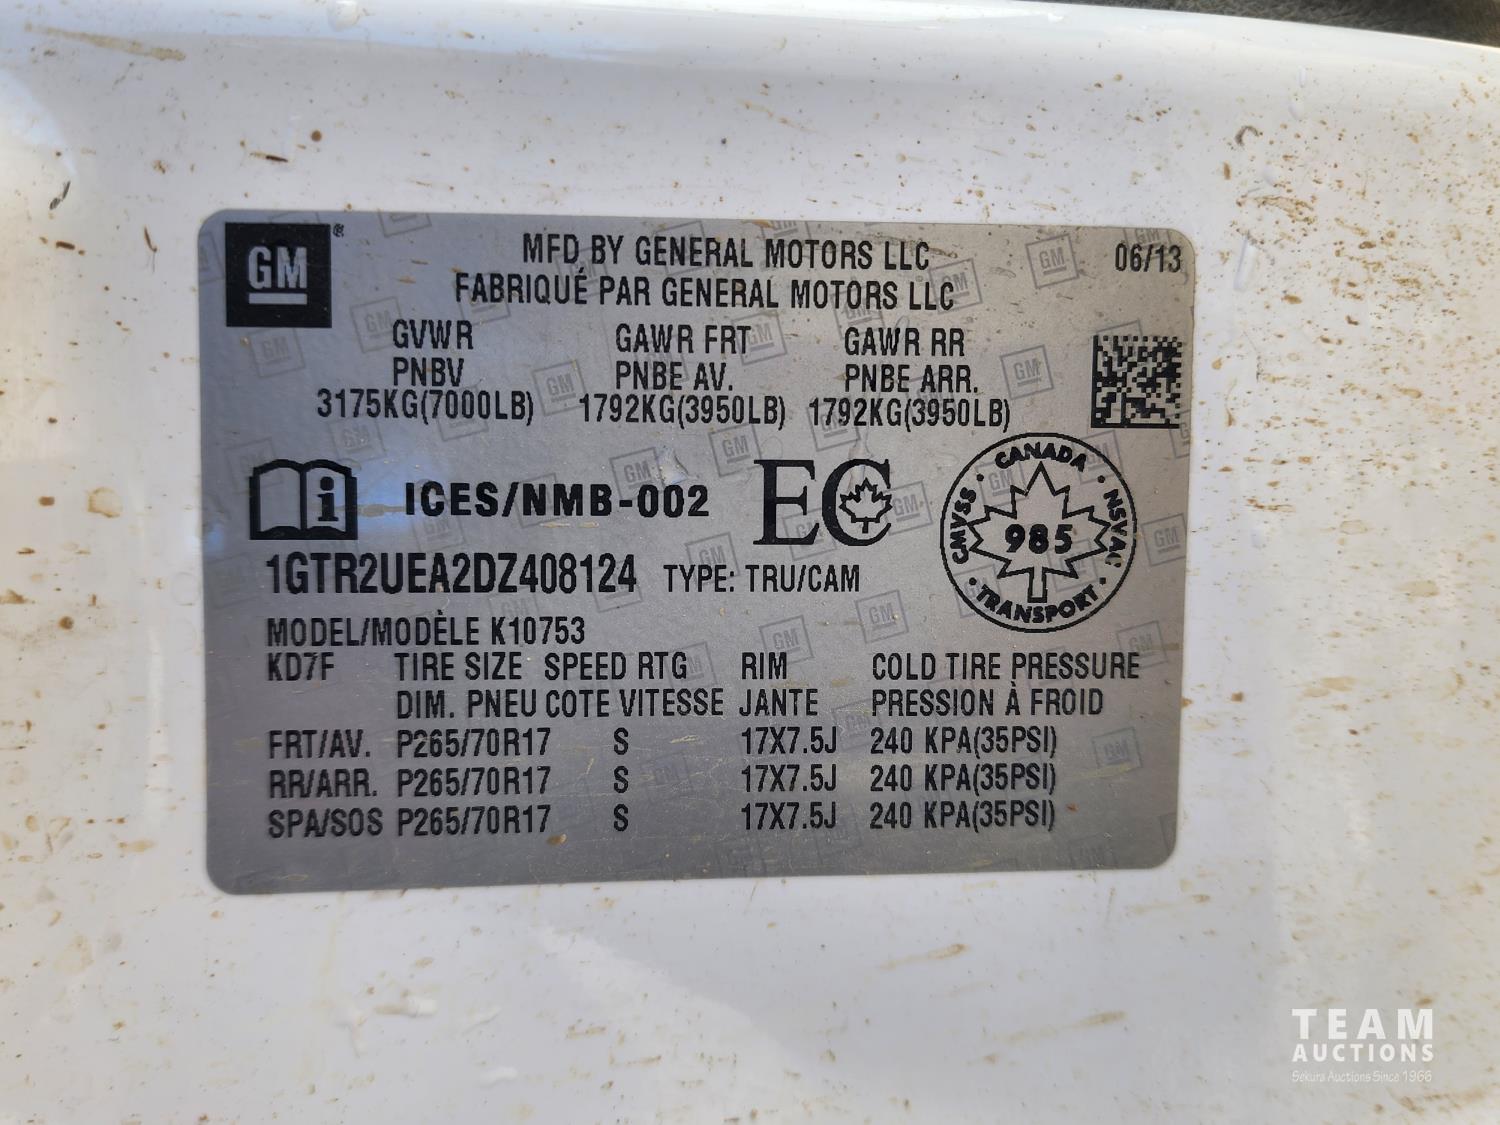 GM ®
MFD BY GENERAL MOTORS LLC 06/13
FABRIQUÉ PAR GENERAL MOTORS LLC
GVWR GAWR FRT GAWR RR
PNBV PNBE AV. PNBE ARR.
3175KG(7000LB) 1792KG(3950LB) 1792KG(3950LB)
i ICES/NMB-002 EC
CANADA
CMVSS · NSVAC
985
TRANSPORT
1GTR2UEA2DZ408124 TYPE: TRU/CAM
MODEL/MODÈLE K10753
KD7F TIRE SIZE SPEED RTG RIM COLD TIRE PRESSURE
DIM. PNEU COTE VITESSE JANTE PRESSION À FROID
FRT/AV. P265/70R17 S 17X7.5J 240 KPA(35PSI)
RR/ARR. P265/70R17 S 17X7.5J 240 KPA(35PSI)
SPA/SOS P265/70R17 S 17X7.5J 240 KPA(35PSI)
TEAM
AUCTIONS
Sekura Auctions Since 1966